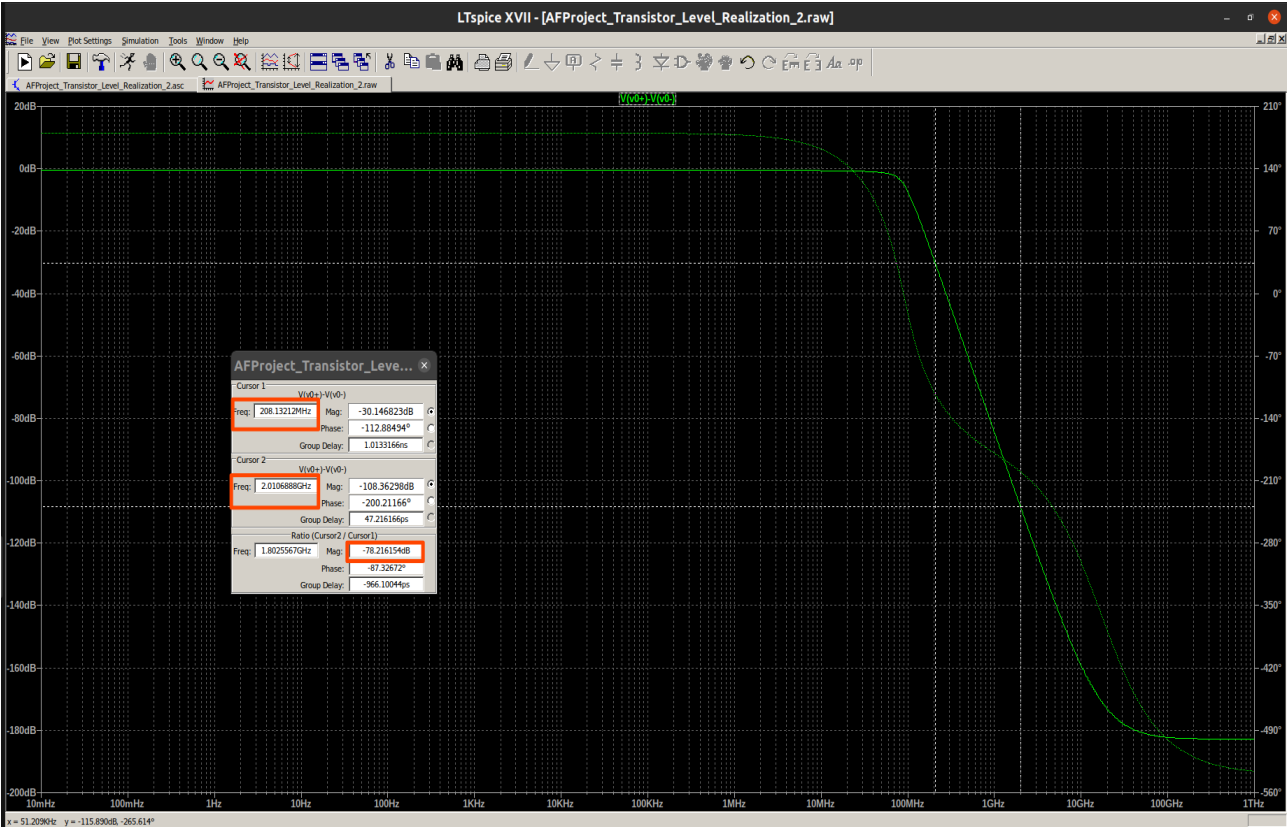 LTspice XVII - [AFProject_Transistor_Level_Realization_2.raw]
File View Plot Settings Simulation Tools Window Help
AFProject_Transistor_Level_Realization_2.asc AFProject_Transistor_Level_Realization_2.raw
V(v0+)-V(v0-)
20dB 210°
0dB 140°
-20dB 70°
-40dB 0°
-60dB -70°
-80dB -140°
-100dB -210°
-120dB -280°
-140dB -350°
-160dB -420°
-180dB -490°
-200dB -560°
10mHz 100mHz 1Hz 10Hz 100Hz 1KHz 10KHz 100KHz 1MHz 10MHz 100MHz 1GHz 10GHz 100GHz 1THz
AFProject_Transistor_Leve...
Cursor 1
V(v0+)-V(v0-)
Freq: 208.13212MHz Mag: -30.146823dB
Phase: -112.88494°
Group Delay: 1.0133166ns
Cursor 2
V(v0+)-V(v0-)
Freq: 2.0106888GHz Mag: -108.36298dB
Phase: -200.21166°
Group Delay: 47.216166ps
Ratio (Cursor2 / Cursor1)
Freq: 1.8025567GHz Mag: -78.216154dB
Phase: -87.32672°
Group Delay: -966.10044ps
x = 51.209KHz y = -115.890dB, -265.614°